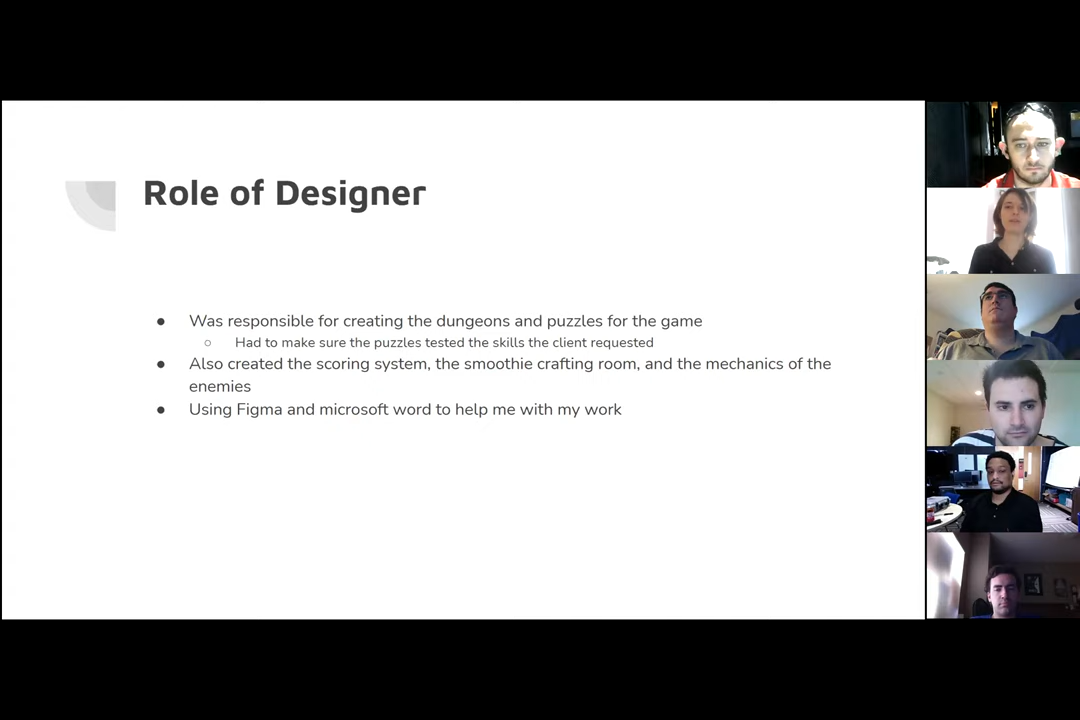 Role of Designer
● Was responsible for creating the dungeons and puzzles for the game
○ Had to make sure the puzzles tested the skills the client requested
● Also created the scoring system, the smoothie crafting room, and the mechanics of the
enemies
● Using Figma and microsoft word to help me with my work